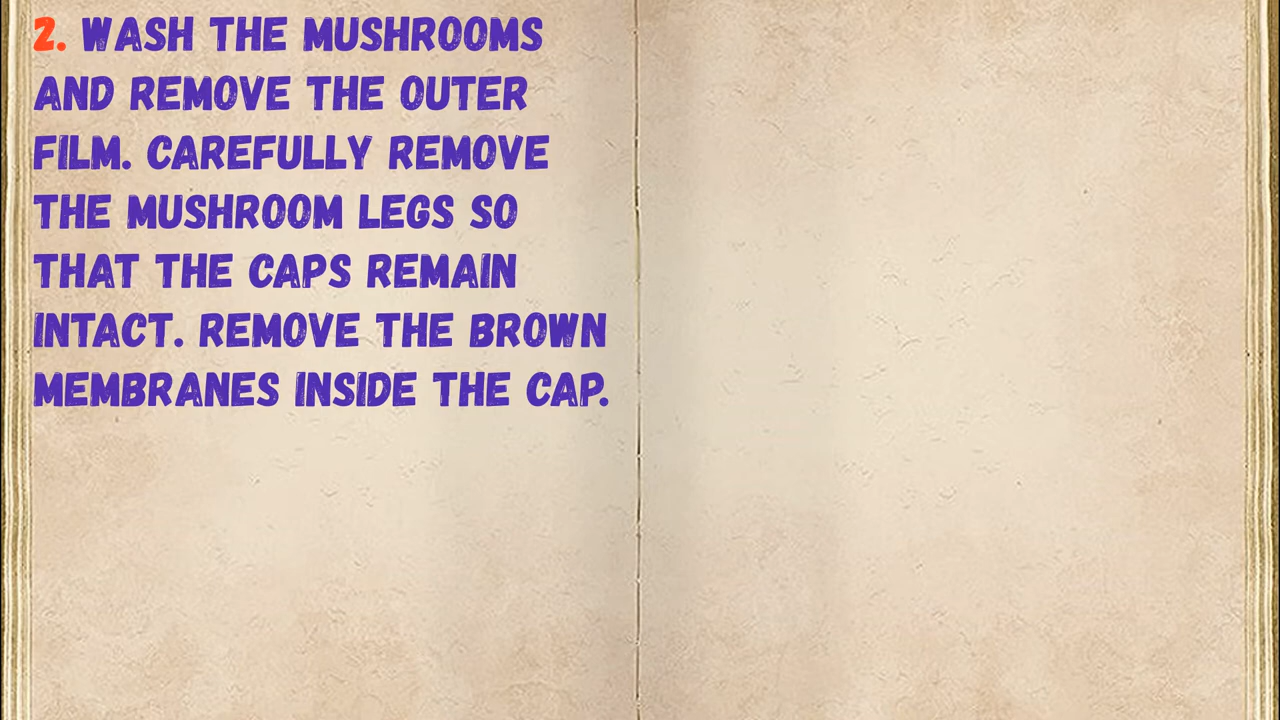 2. WASH THE MUSHROOMS
AND REMOVE THE OUTER
FILM. CAREFULLY REMOVE
THE MUSHROOM LEGS SO
THAT THE CAPS REMAIN
INTACT. REMOVE THE BROWN
MEMBRANES INSIDE THE CAP.